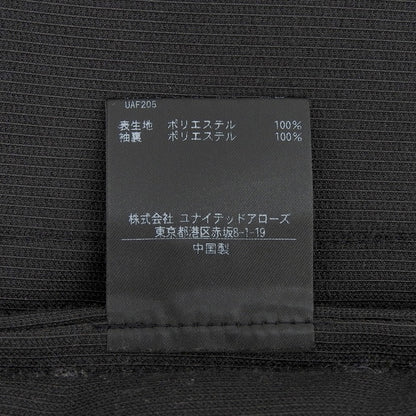 UAF205
表生地 ポリエステル 100%
袖裏 ポリエステル 100%
株式会社 ユナイテッドアローズ
東京都港区赤坂8-1-19
中国製